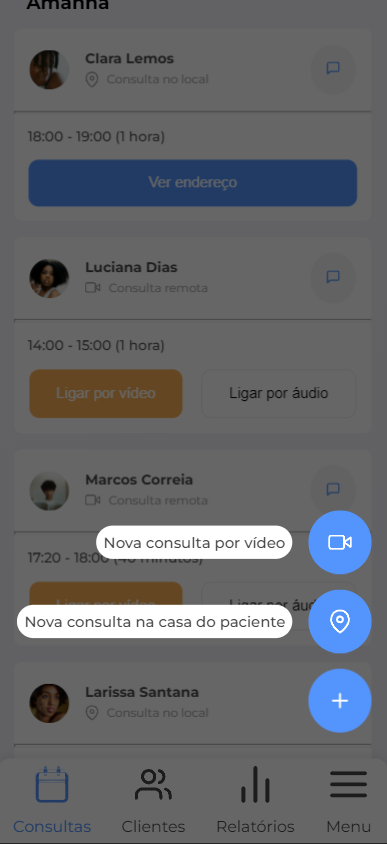 Amanhã
Clara Lemos
Consulta no local
18:00 - 19:00 (1 hora)
Ver endereço
Luciana Dias
Consulta remota
14:00 - 15:00 (1 hora)
Ligar por vídeo
Ligar por áudio
Marcos Correia
Consulta remota
Nova consulta por vídeo
17:20 - 18:00 (40 minutos)
Nova consulta na casa do paciente
Larissa Santana
Consulta no local
Consultas
Clientes
Relatórios
Menu